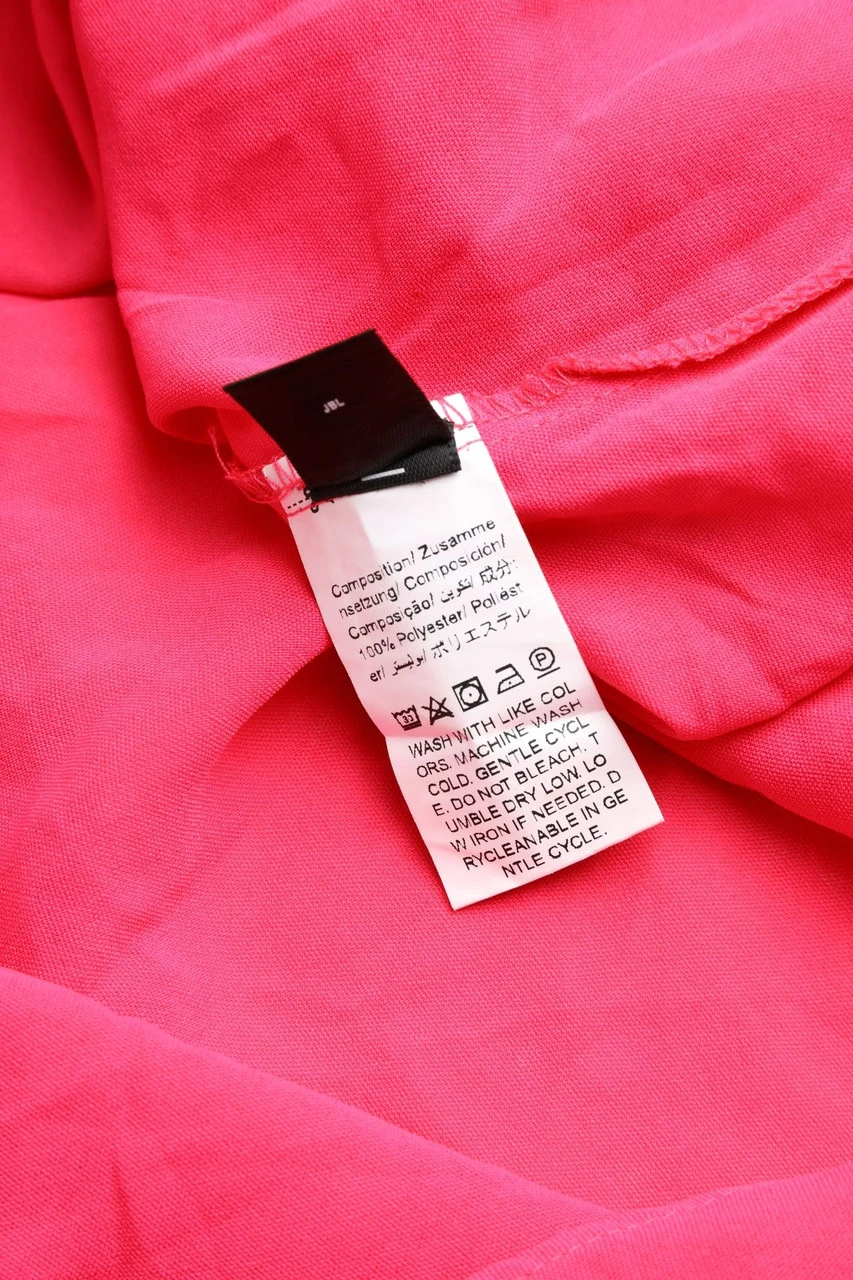 JBL
Composition/ Zusamme
nsetzung/ Composición/
Composição/ تكوين/ 成分:
100% Polyester/ Poliést
er/ بوليستر/ ポリエステル
30
P
WASH WITH LIKE COL
ORS. MACHINE WASH
COLD. GENTLE CYCL
E. DO NOT BLEACH. T
UMBLE DRY LOW. LO
W IRON IF NEEDED. D
RYCLEANABLE IN GE
NTLE CYCLE.